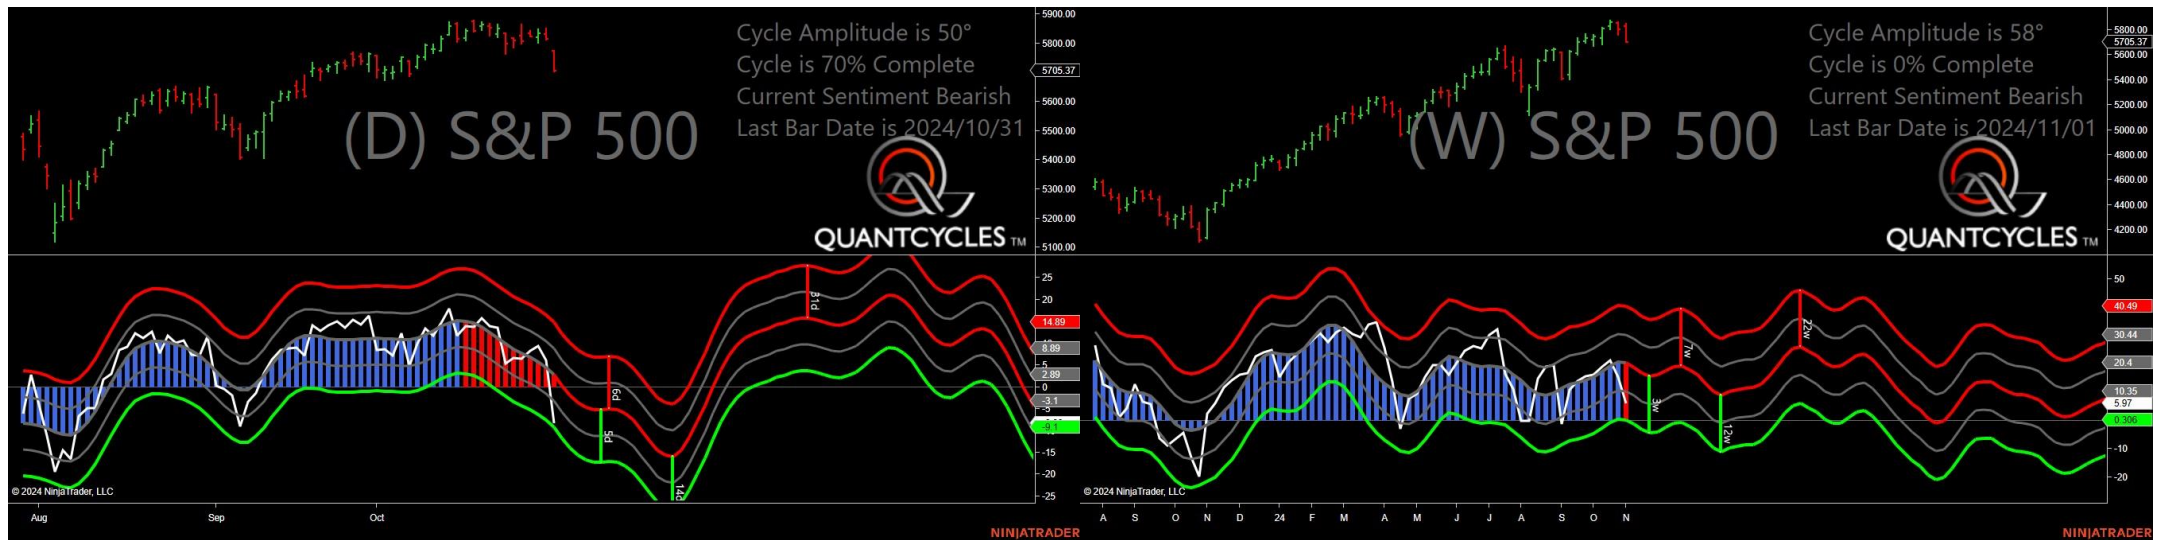 Cycle Amplitude is 50°
Cycle is 70% Complete
Current Sentiment Bearish
Last Bar Date is 2024/10/31
(D) S&P 500
QUANTCYCLES TM
5900.00
5800.00
5705.37
5600.00
5500.00
5400.00
5300.00
5200.00
5100.00
25
20
14.89
8.89
5
2.89
0
-3.1
-5
-9.1
-15
-20
-25
6d
5d
14d
31d
© 2024 NinjaTrader, LLC
Aug
Sep
Oct
NINJATRADER
Cycle Amplitude is 58°
Cycle is 0% Complete
Current Sentiment Bearish
Last Bar Date is 2024/11/01
(W) S&P 500
QUANTCYCLES TM
5800.00
5705.37
5600.00
5400.00
5200.00
5000.00
4800.00
4600.00
4400.00
4200.00
50
40.49
30.44
20.4
10.35
5.97
0.306
-10
-20
3w
7w
12w
22w
© 2024 NinjaTrader, LLC
A S O N D 24 F M A M J J A S O N
NINJATRADER